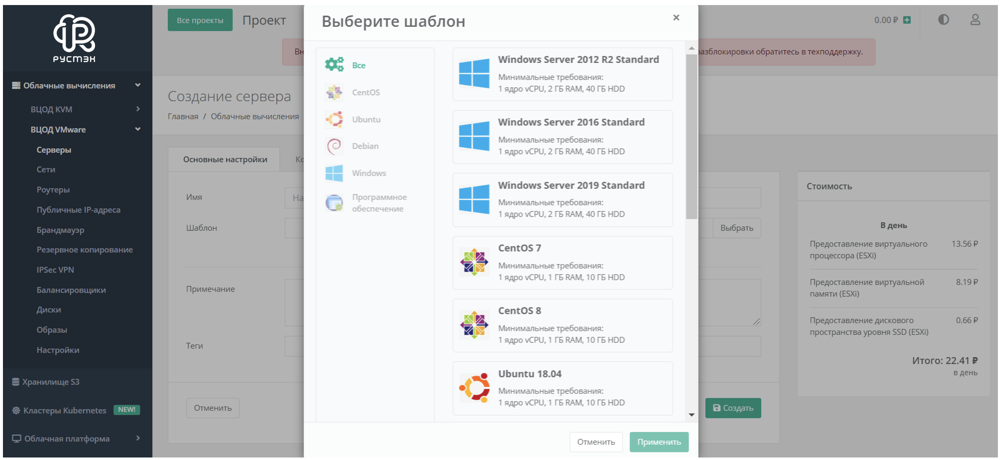 РУСТЭК
Облачные вычисления
ВЦОД KVM
ВЦОД VMware
Серверы
Сети
Роутеры
Публичные IP-адреса
Брандмауэр
Резервное копирование
IPSec VPN
Балансировщики
Диски
Образы
Настройки
Хранилище S3
Кластеры Kubernetes NEW!
Облачная платформа
Все проекты Проект
0.00 ₽
разблокировки обратитесь в техподдержку.
Создание сервера
Главная / Облачные вычисления
Основные настройки
Имя
Шаблон
Выбрать
Примечание
Теги
Отменить
Создать
Выберите шаблон
×
Все
CentOS
Ubuntu
Debian
Windows
Программное
обеспечение
Windows Server 2012 R2 Standard
Минимальные требования:
1 ядро vCPU, 2 ГБ RAM, 40 ГБ HDD
Windows Server 2016 Standard
Минимальные требования:
1 ядро vCPU, 2 ГБ RAM, 40 ГБ HDD
Windows Server 2019 Standard
Минимальные требования:
1 ядро vCPU, 2 ГБ RAM, 40 ГБ HDD
CentOS 7
Минимальные требования:
1 ядро vCPU, 1 ГБ RAM, 10 ГБ HDD
CentOS 8
Минимальные требования:
1 ядро vCPU, 1 ГБ RAM, 10 ГБ HDD
Ubuntu 18.04
Минимальные требования:
1 ядро vCPU, 1 ГБ RAM, 10 ГБ HDD
Отменить Применить
Стоимость
В день
Предоставление виртуального 13.56 ₽
процессора (ESXi)
Предоставление виртуальной 8.19 ₽
памяти (ESXi)
Предоставление дискового 0.66 ₽
пространства уровня SSD (ESXi)
Итого: 22.41 ₽
в день